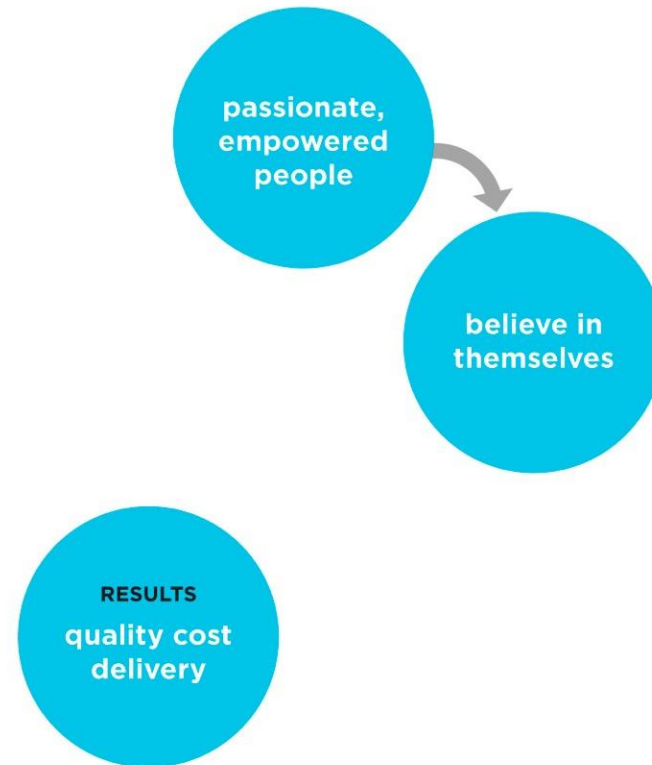 passionate,
empowered
people
believe in
themselves
RESULTS
quality cost
delivery